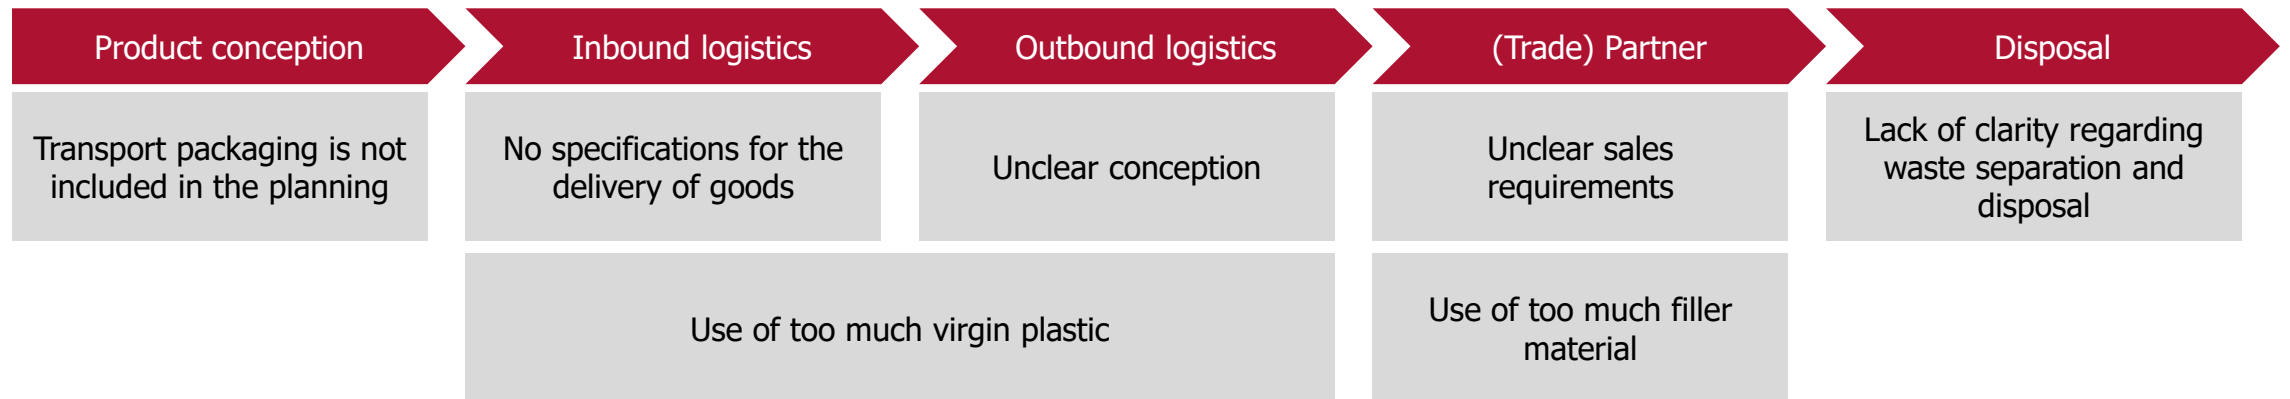 Product conception
Inbound logistics
Outbound logistics
(Trade) Partner
Disposal
Transport packaging is not
included in the planning
No specifications for the
delivery of goods
Unclear conception
Unclear sales
requirements
Lack of clarity regarding
waste separation and
disposal
Use of too much virgin plastic
Use of too much filler
material